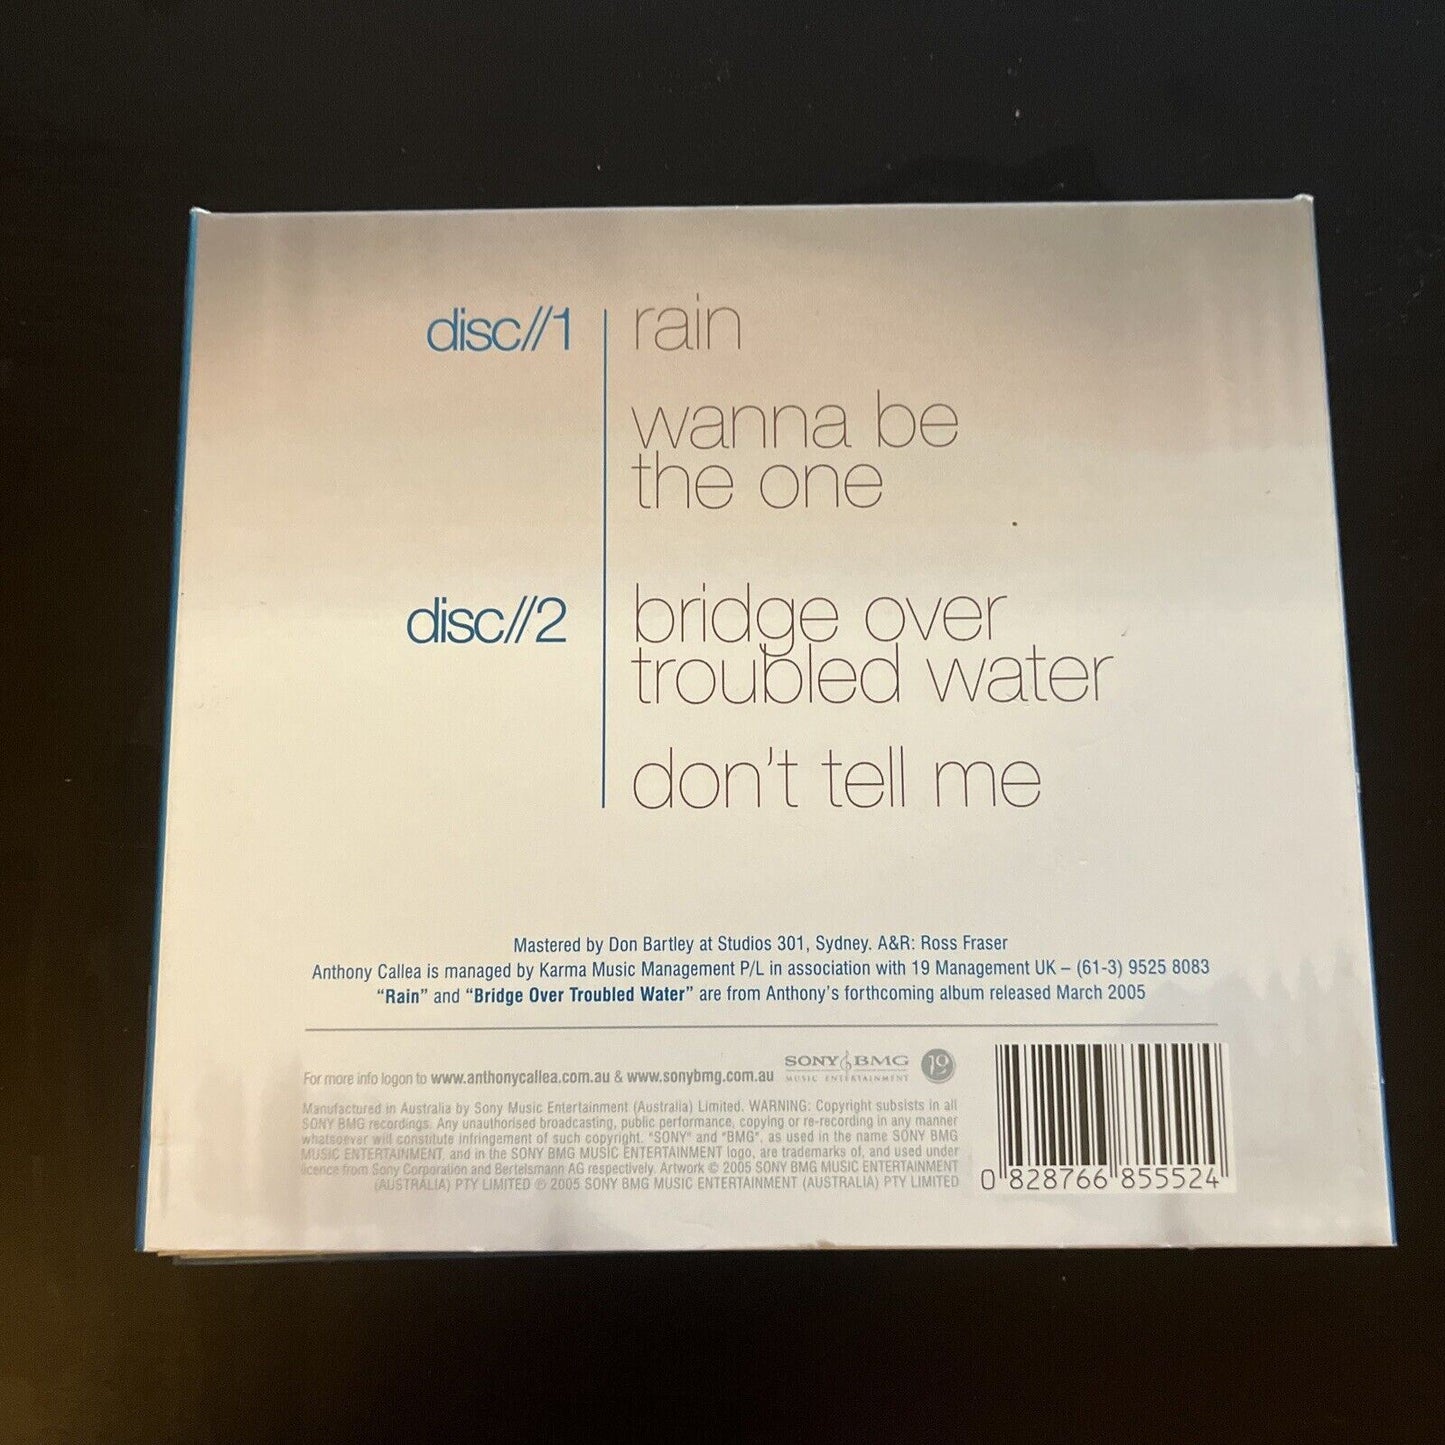 disc//1
rain
wanna be
the one
disc//2
bridge over
troubled water
don't tell me
Mastered by Don Bartley at Studios 301, Sydney. A&R: Ross Fraser
Anthony Callea is managed by Karma Music Management P/L in association with 19 Management UK – (61-3) 9525 8083
"Rain" and "Bridge Over Troubled Water" are from Anthony's forthcoming album released March 2005
For more info logon to www.anthonycallea.com.au & www.sonybmg.com.au
SONY BMG
MUSIC ENTERTAINMENT
19
Manufactured in Australia by Sony Music Entertainment (Australia) Limited. WARNING: Copyright subsists in all
SONY BMG recordings. Any unauthorised broadcasting, public performance, copying or re-recording in any manner
whatsoever will constitute infringement of such copyright. "SONY" and "BMG", as used in the name SONY BMG
MUSIC ENTERTAINMENT, and in the SONY BMG MUSIC ENTERTAINMENT logo, are trademarks of, and used under
licence from Sony Corporation and Bertelsmann AG respectively. Artwork © 2005 SONY BMG MUSIC ENTERTAINMENT
(AUSTRALIA) PTY LIMITED ℗ 2005 SONY BMG MUSIC ENTERTAINMENT (AUSTRALIA) PTY LIMITED
0 828766 855524